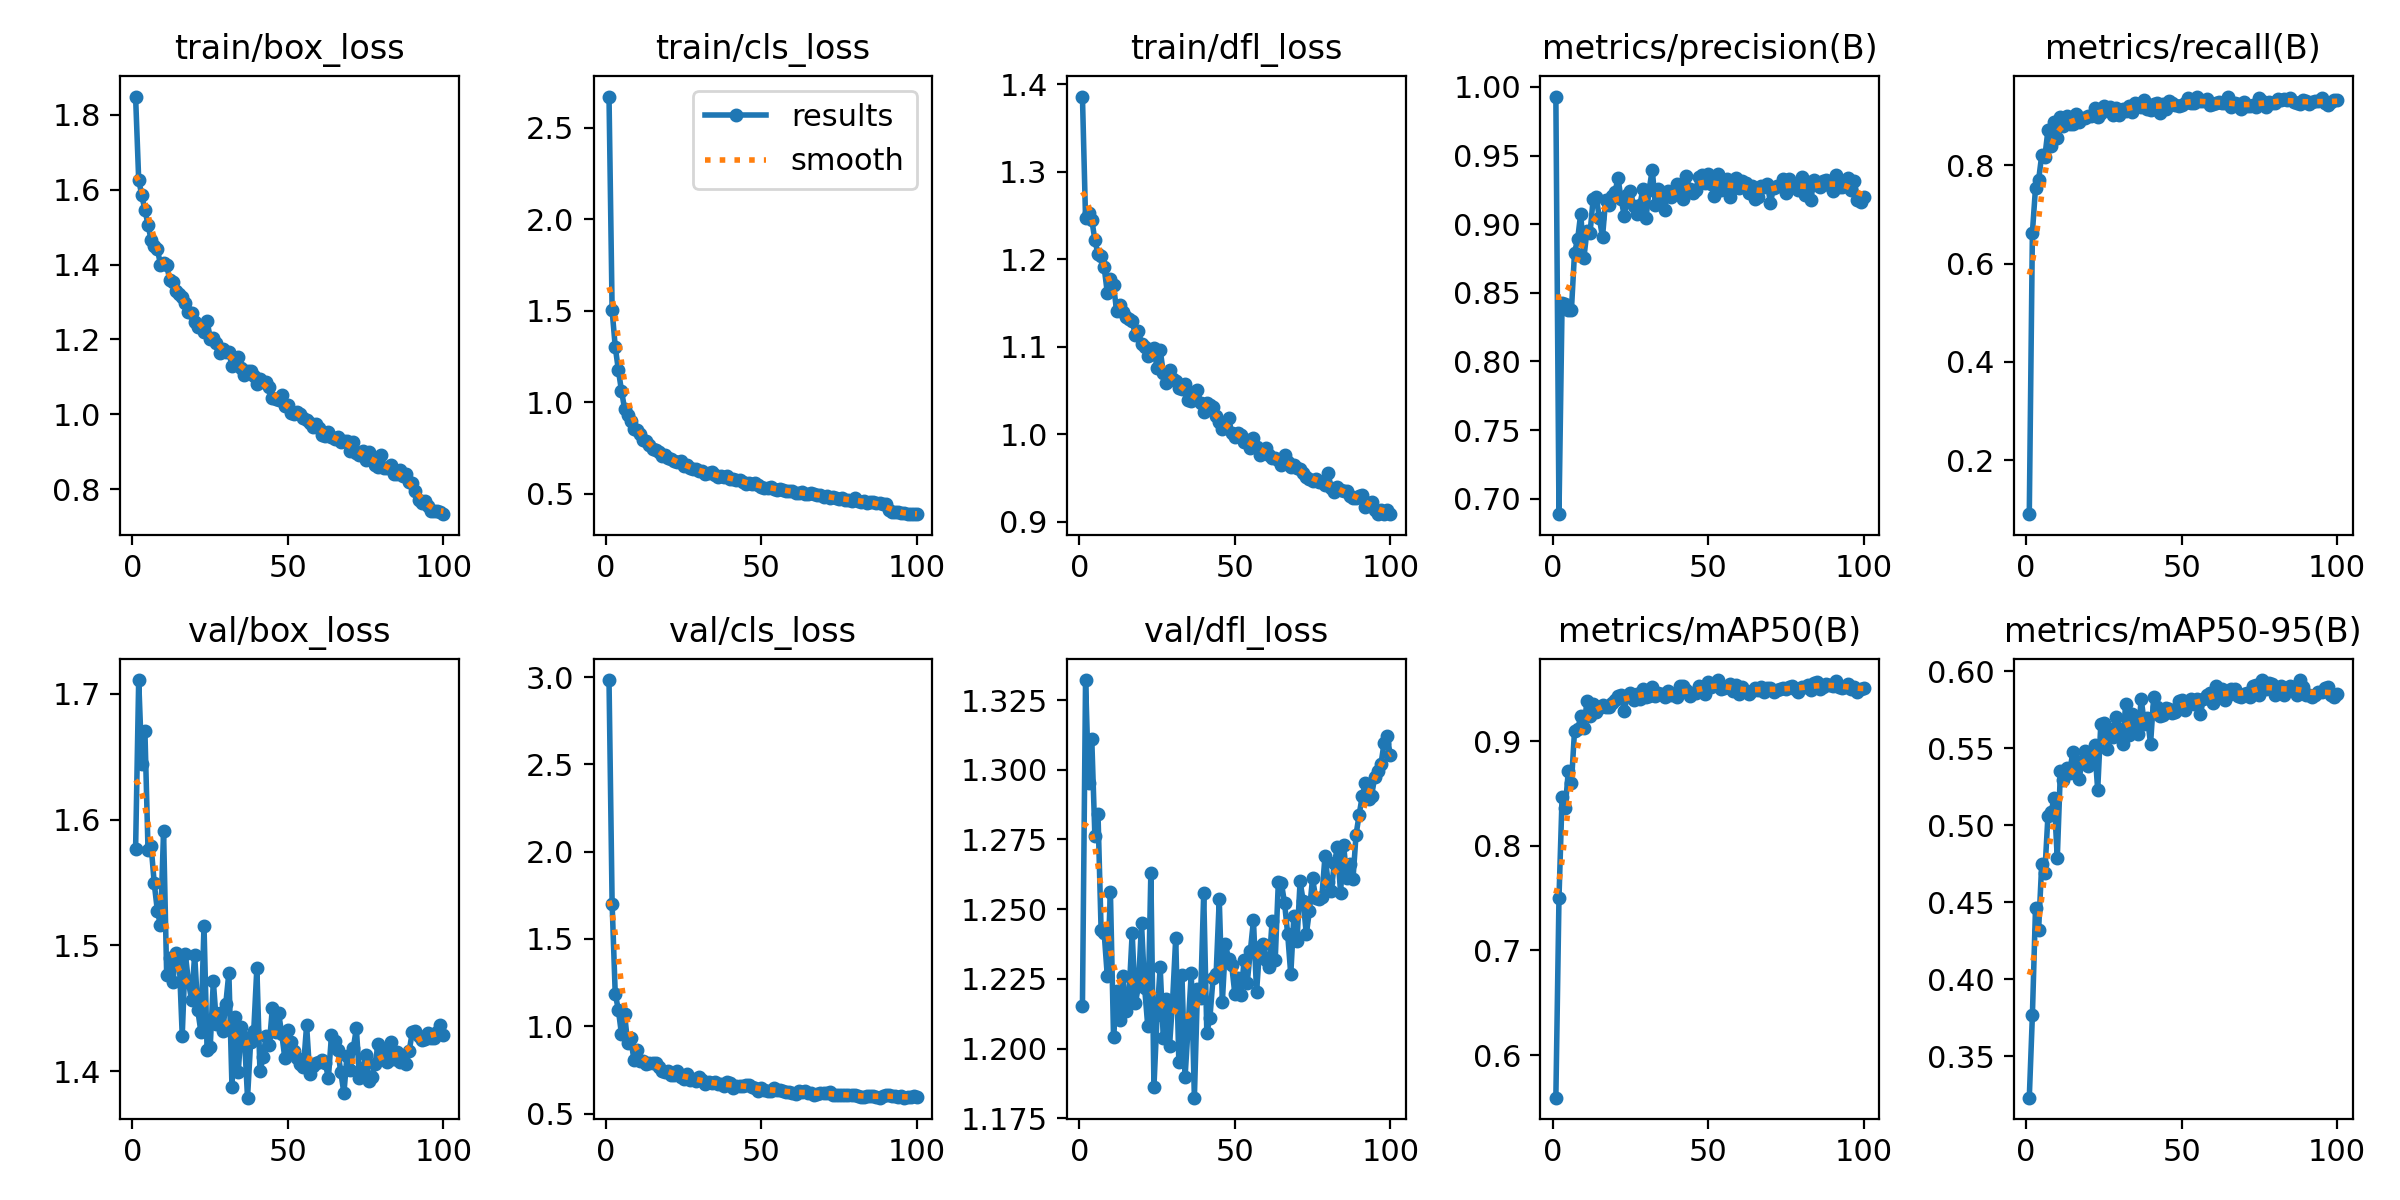 train/box_loss
1.8
1.6
1.4
1.2
1.0
0.8
0 50 100
train/cls_loss
results
smooth
2.5
2.0
1.5
1.0
0.5
0 50 100
train/dfl_loss
1.4
1.3
1.2
1.1
1.0
0.9
0 50 100
metrics/precision(B)
1.00
0.95
0.90
0.85
0.80
0.75
0.70
0 50 100
metrics/recall(B)
0.8
0.6
0.4
0.2
0 50 100
val/box_loss
1.7
1.6
1.5
1.4
0 50 100
val/cls_loss
3.0
2.5
2.0
1.5
1.0
0.5
0 50 100
val/dfl_loss
1.325
1.300
1.275
1.250
1.225
1.200
1.175
0 50 100
metrics/mAP50(B)
0.9
0.8
0.7
0.6
0 50 100
metrics/mAP50-95(B)
0.60
0.55
0.50
0.45
0.40
0.35
0 50 100